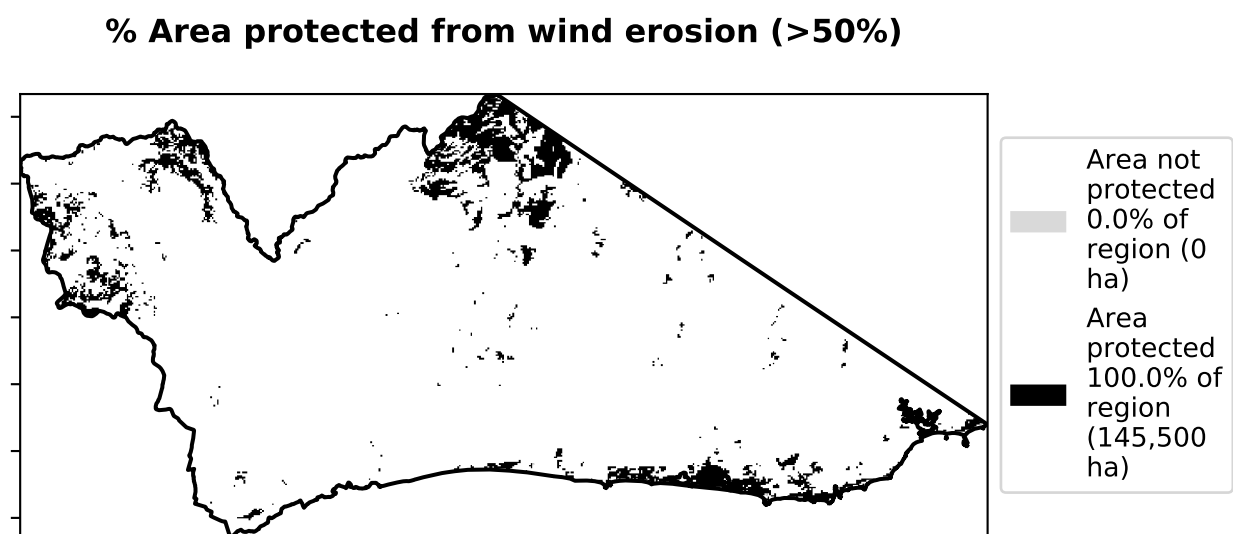 % Area protected from wind erosion (>50%)
Area not
protected
0.0% of
region (0
ha)
Area
protected
100.0% of
region
(145,500
ha)